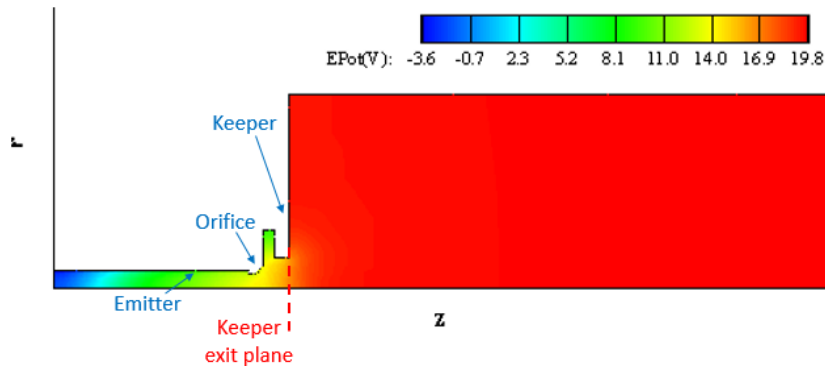 EPot(V): -3.6 -0.7 2.3 5.2 8.1 11.0 14.0 16.9 19.8
Keeper
r
Orifice
Emitter
z
Keeper
exit plane